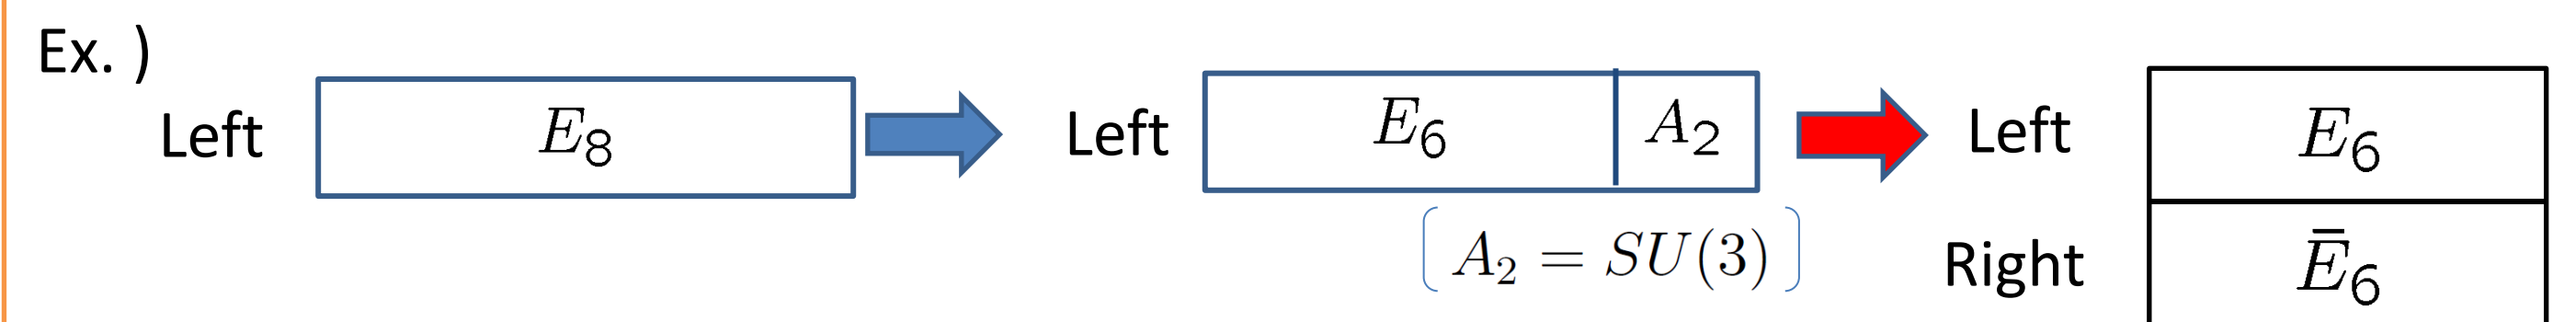 Ex. )
Left E₈ Left E₆ A₂ Left E₆
A₂ = SU(3) Right Ē₆